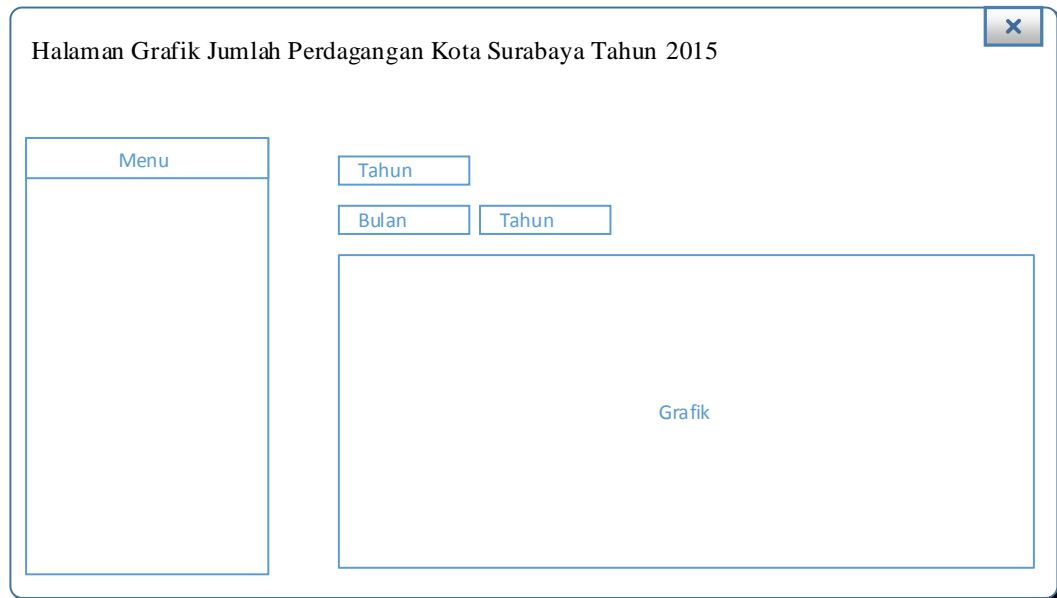 Halaman Grafik Jumlah Perdagangan Kota Surabaya Tahun 2015
Menu
Tahun
Bulan Tahun
Grafik